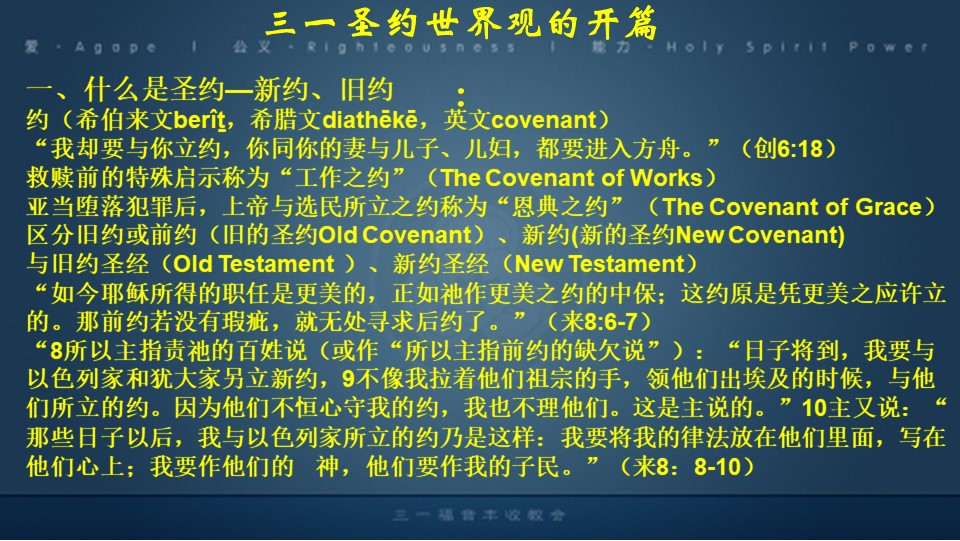 三一圣约世界观的开篇
爱 · Agape | 公义 · Righteousness | 能力 · Holy Spirit Power
一、什么是圣约—新约、旧约 ：
约（希伯来文berîṯ，希腊文diathēkē，英文covenant）
“我却要与你立约，你同你的妻与儿子、儿妇，都要进入方舟。”（创6:18）
救赎前的特殊启示称为“工作之约”（The Covenant of Works）
亚当堕落犯罪后，上帝与选民所立之约称为“恩典之约”（The Covenant of Grace）
区分旧约或前约（旧的圣约Old Covenant）、新约(新的圣约New Covenant)
与旧约圣经（Old Testament ）、新约圣经（New Testament）
“如今耶稣所得的职任是更美的，正如祂作更美之约的中保；这约原是凭更美之应许立
的。那前约若没有瑕疵，就无处寻求后约了。”（来8:6-7）
“8所以主指责祂的百姓说（或作“所以主指前约的缺欠说”）：“日子将到，我要与
以色列家和犹大家另立新约，9不像我拉着他们祖宗的手，领他们出埃及的时候，与他
们所立的约。因为他们不恒心守我的约，我也不理他们。这是主说的。”10主又说：“
那些日子以后，我与以色列家所立的约乃是这样：我要将我的律法放在他们里面，写在
他们心上；我要作他们的 神，他们要作我的子民。”（来8：8-10）
三一福音丰收教会